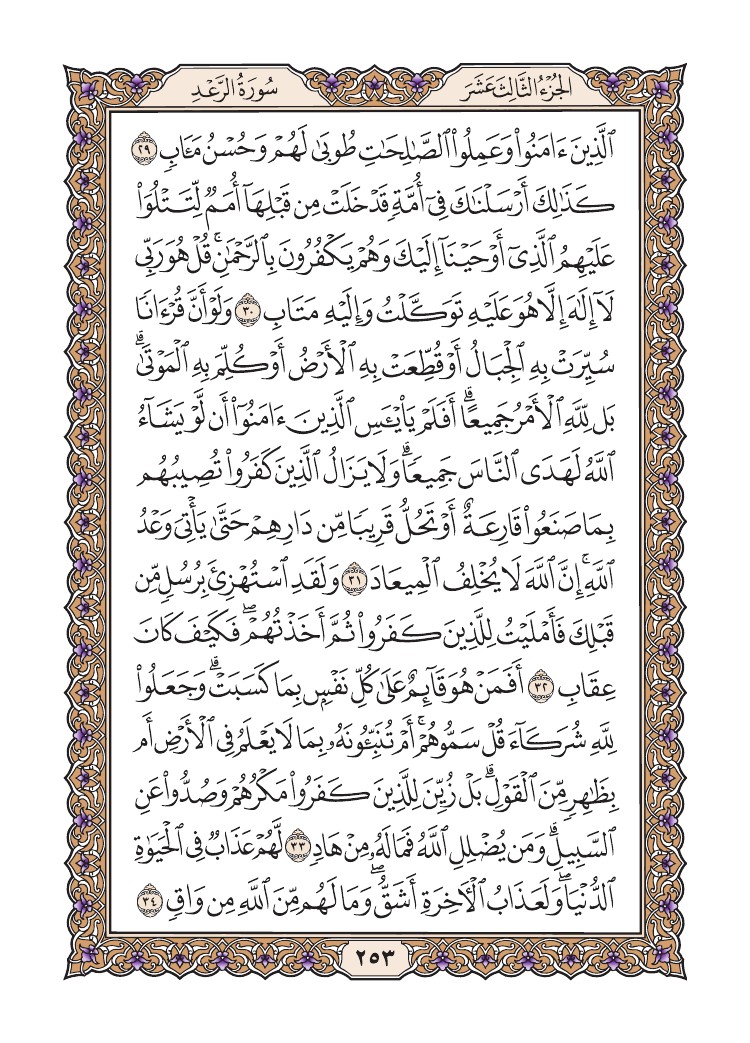 الجُزْءُ الثَّالِثَ عَشَرَ
سُورَةُ الرَّعْدِ
ٱلَّذِينَ ءَامَنُوا۟ وَعَمِلُوا۟ ٱلصَّـٰلِحَـٰتِ طُوبَىٰ لَهُمْ وَحُسْنُ مَـَٔابٍ ٢٩
كَذَٰلِكَ أَرْسَلْنَـٰكَ فِىٓ أُمَّةٍ قَدْ خَلَتْ مِن قَبْلِهَآ أُمَمٌ لِّتَتْلُوَا۟
عَلَيْهِمُ ٱلَّذِىٓ أَوْحَيْنَآ إِلَيْكَ وَهُمْ يَكْفُرُونَ بِٱلرَّحْمَـٰنِ ۚ قُلْ هُوَ رَبِّى
لَآ إِلَـٰهَ إِلَّا هُوَ عَلَيْهِ تَوَكَّلْتُ وَإِلَيْهِ مَتَابِ ٣٠ وَلَوْ أَنَّ قُرْءَانًا
سُيِّرَتْ بِهِ ٱلْجِبَالُ أَوْ قُطِّعَتْ بِهِ ٱلْأَرْضُ أَوْ كُلِّمَ بِهِ ٱلْمَوْتَىٰ ۗ
بَل لِّلَّهِ ٱلْأَمْرُ جَمِيعًا ۗ أَفَلَمْ يَا۟يْـَٔسِ ٱلَّذِينَ ءَامَنُوٓا۟ أَن لَّوْ يَشَآءُ
ٱللَّهُ لَهَدَى ٱلنَّاسَ جَمِيعًا ۗ وَلَا يَزَالُ ٱلَّذِينَ كَفَرُوا۟ تُصِيبُهُم
بِمَا صَنَعُوا۟ قَارِعَةٌ أَوْ تَحُلُّ قَرِيبًا مِّن دَارِهِمْ حَتَّىٰ يَأْتِىَ وَعْدُ
ٱللَّهِ ۚ إِنَّ ٱللَّهَ لَا يُخْلِفُ ٱلْمِيعَادَ ٣١ وَلَقَدِ ٱسْتُهْزِئَ بِرُسُلٍ مِّن
قَبْلِكَ فَأَمْلَيْتُ لِلَّذِينَ كَفَرُوا۟ ثُمَّ أَخَذْتُهُمْ ۖ فَكَيْفَ كَانَ
عِقَابِ ٣٢ أَفَمَنْ هُوَ قَآئِمٌ عَلَىٰ كُلِّ نَفْسٍۭ بِمَا كَسَبَتْ ۗ وَجَعَلُوا۟
لِلَّهِ شُرَكَآءَ قُلْ سَمُّوهُمْ ۚ أَمْ تُنَبِّـُٔونَهُۥ بِمَا لَا يَعْلَمُ فِى ٱلْأَرْضِ أَم
بِظَـٰهِرٍ مِّنَ ٱلْقَوْلِ ۗ بَلْ زُيِّنَ لِلَّذِينَ كَفَرُوا۟ مَكْرُهُمْ وَصُدُّوا۟ عَنِ
ٱلسَّبِيلِ ۗ وَمَن يُضْلِلِ ٱللَّهُ فَمَا لَهُۥ مِنْ هَادٍ ٣٣ لَّهُمْ عَذَابٌ فِى ٱلْحَيَوٰةِ
ٱلدُّنْيَا ۖ وَلَعَذَابُ ٱلْـَٔاخِرَةِ أَشَقُّ ۖ وَمَا لَهُم مِّنَ ٱللَّهِ مِن وَاقٍ ٣٤
٢٥٣